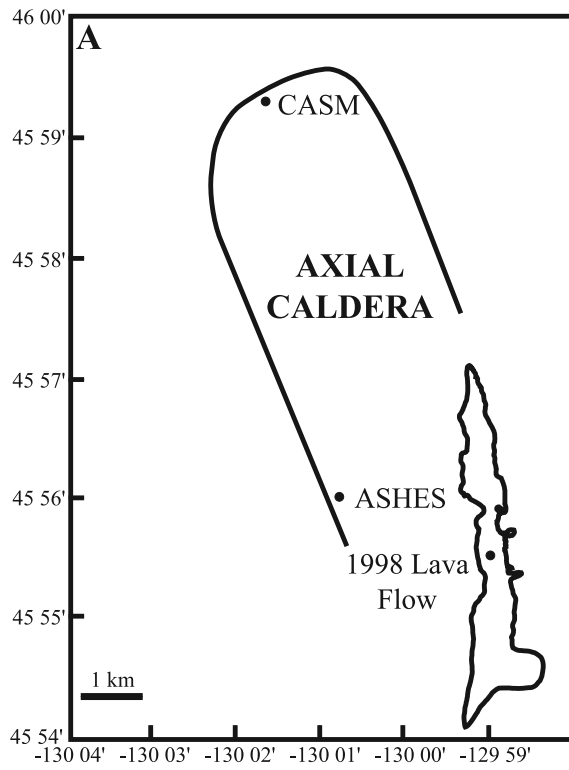 46 00'
A
CASM
45 59'
45 58'
AXIAL
CALDERA
45 57'
45 56'
ASHES
1998 Lava
Flow
45 55'
1 km
45 54'
-130 04' -130 03' -130 02' -130 01' -130 00' -129 59'